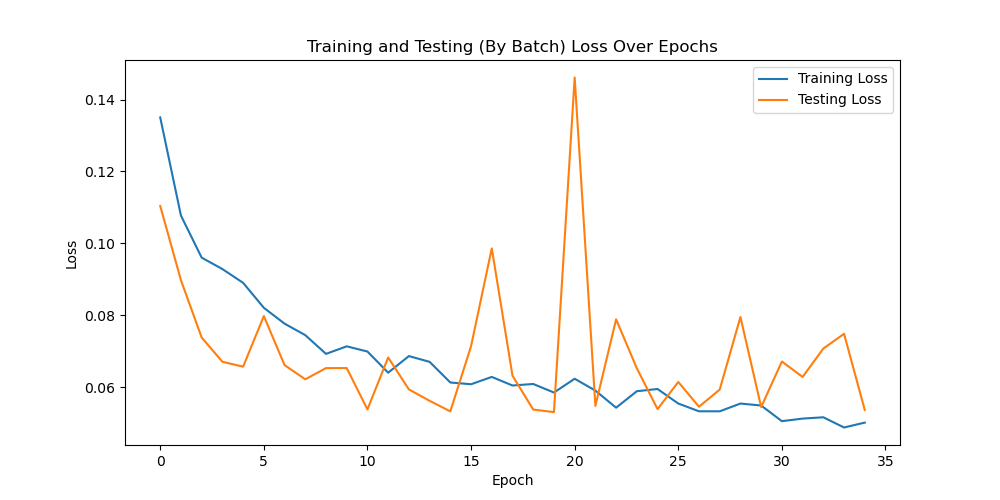 Training and Testing (By Batch) Loss Over Epochs
Training Loss
Testing Loss
0.14
0.12
0.10
0.08
0.06
Loss
0 5 10 15 20 25 30 35
Epoch